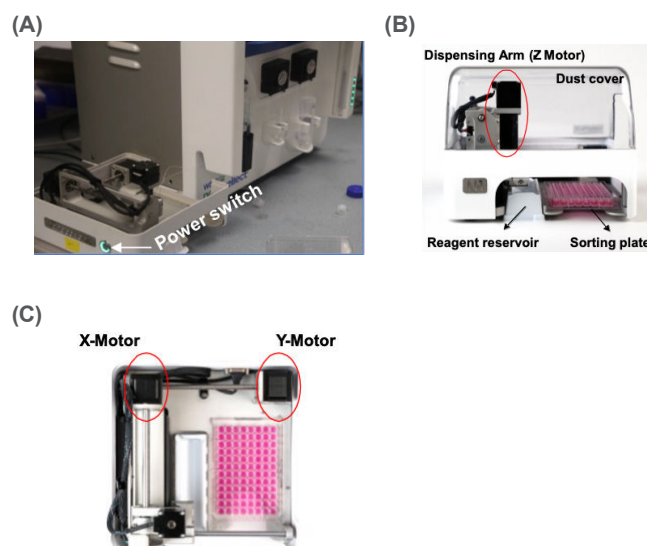 (A)
Power switch
(B)
Dispensing Arm (Z Motor)
Dust cover
Reagent reservoir
Sorting plate
(C)
X-Motor
Y-Motor